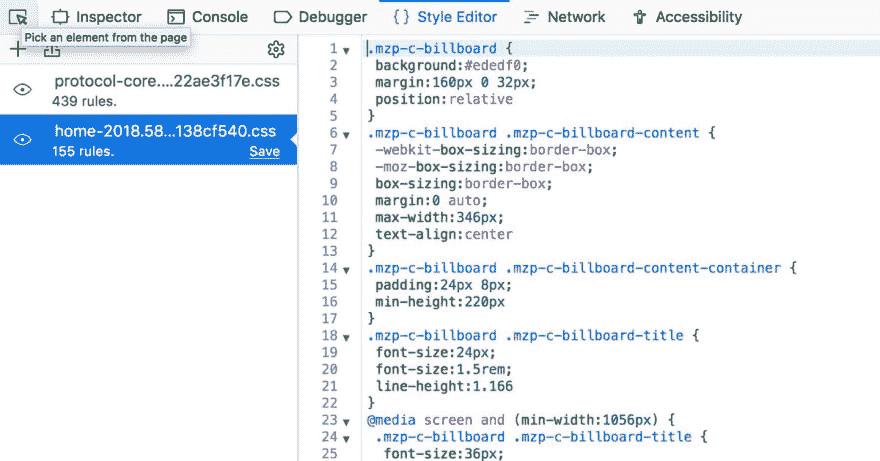 Inspector Console Debugger {} Style Editor Network Accessibility
Pick an element from the page
protocol-core....22ae3f17e.css
439 rules.
home-2018.58...138cf540.css
155 rules. Save
1 .mzp-c-billboard {
2 background:#ededf0;
3 margin:160px 0 32px;
4 position:relative
5 }
6 .mzp-c-billboard .mzp-c-billboard-content {
7 -webkit-box-sizing:border-box;
8 -moz-box-sizing:border-box;
9 box-sizing:border-box;
10 margin:0 auto;
11 max-width:346px;
12 text-align:center
13 }
14 .mzp-c-billboard .mzp-c-billboard-content-container {
15 padding:24px 8px;
16 min-height:220px
17 }
18 .mzp-c-billboard .mzp-c-billboard-title {
19 font-size:24px;
20 font-size:1.5rem;
21 line-height:1.166
22 }
23 @media screen and (min-width:1056px) {
24 .mzp-c-billboard .mzp-c-billboard-title {
25 font-size:36px;